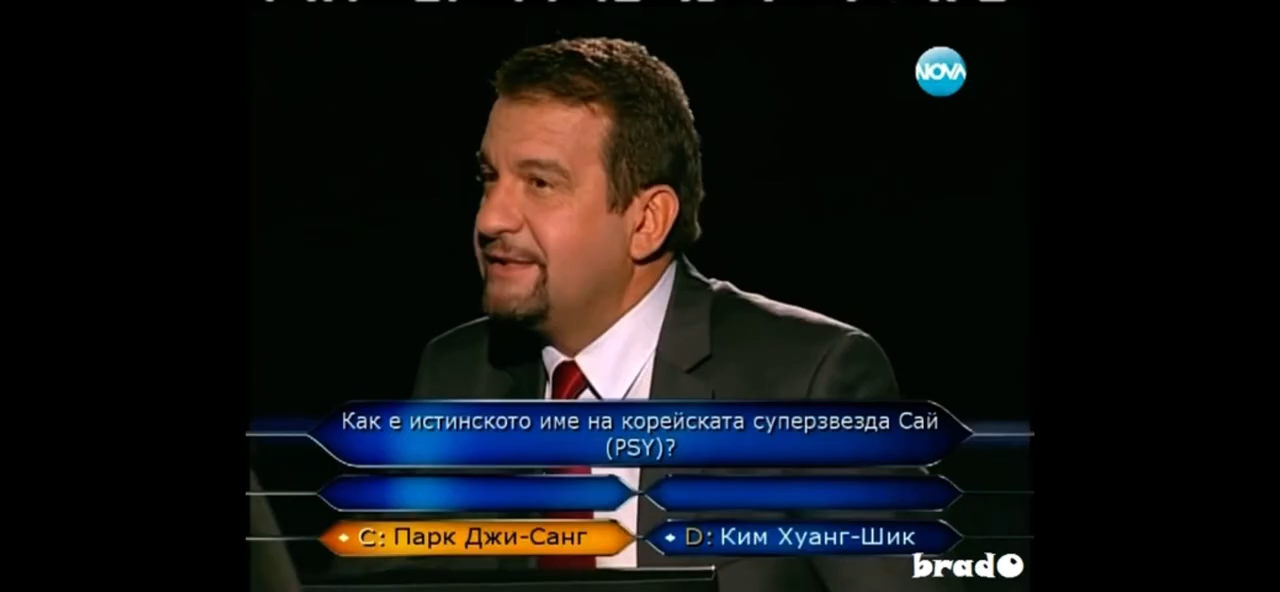 NOVA
Как е истинското име на корейската суперзвезда Сай
(PSY)?
C: Парк Джи-Санг
D: Ким Хуанг-Шик
bradO